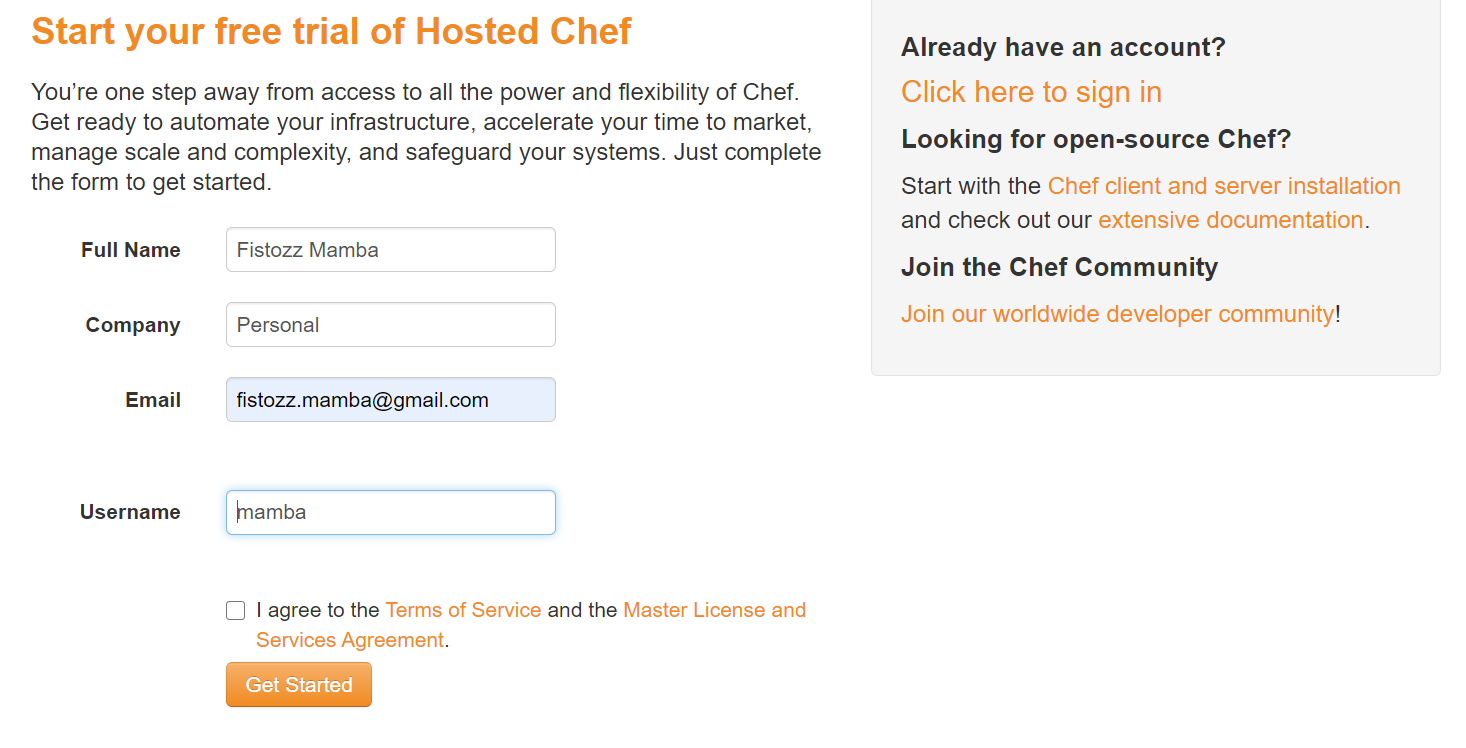 Start your free trial of Hosted Chef
You’re one step away from access to all the power and flexibility of Chef.
Get ready to automate your infrastructure, accelerate your time to market,
manage scale and complexity, and safeguard your systems. Just complete
the form to get started.
Full Name
Fistozz Mamba
Company
Personal
Email
fistozz.mamba@gmail.com
Username
mamba
I agree to the Terms of Service and the Master License and
Services Agreement.
Get Started
Already have an account?
Click here to sign in
Looking for open-source Chef?
Start with the Chef client and server installation
and check out our extensive documentation.
Join the Chef Community
Join our worldwide developer community!